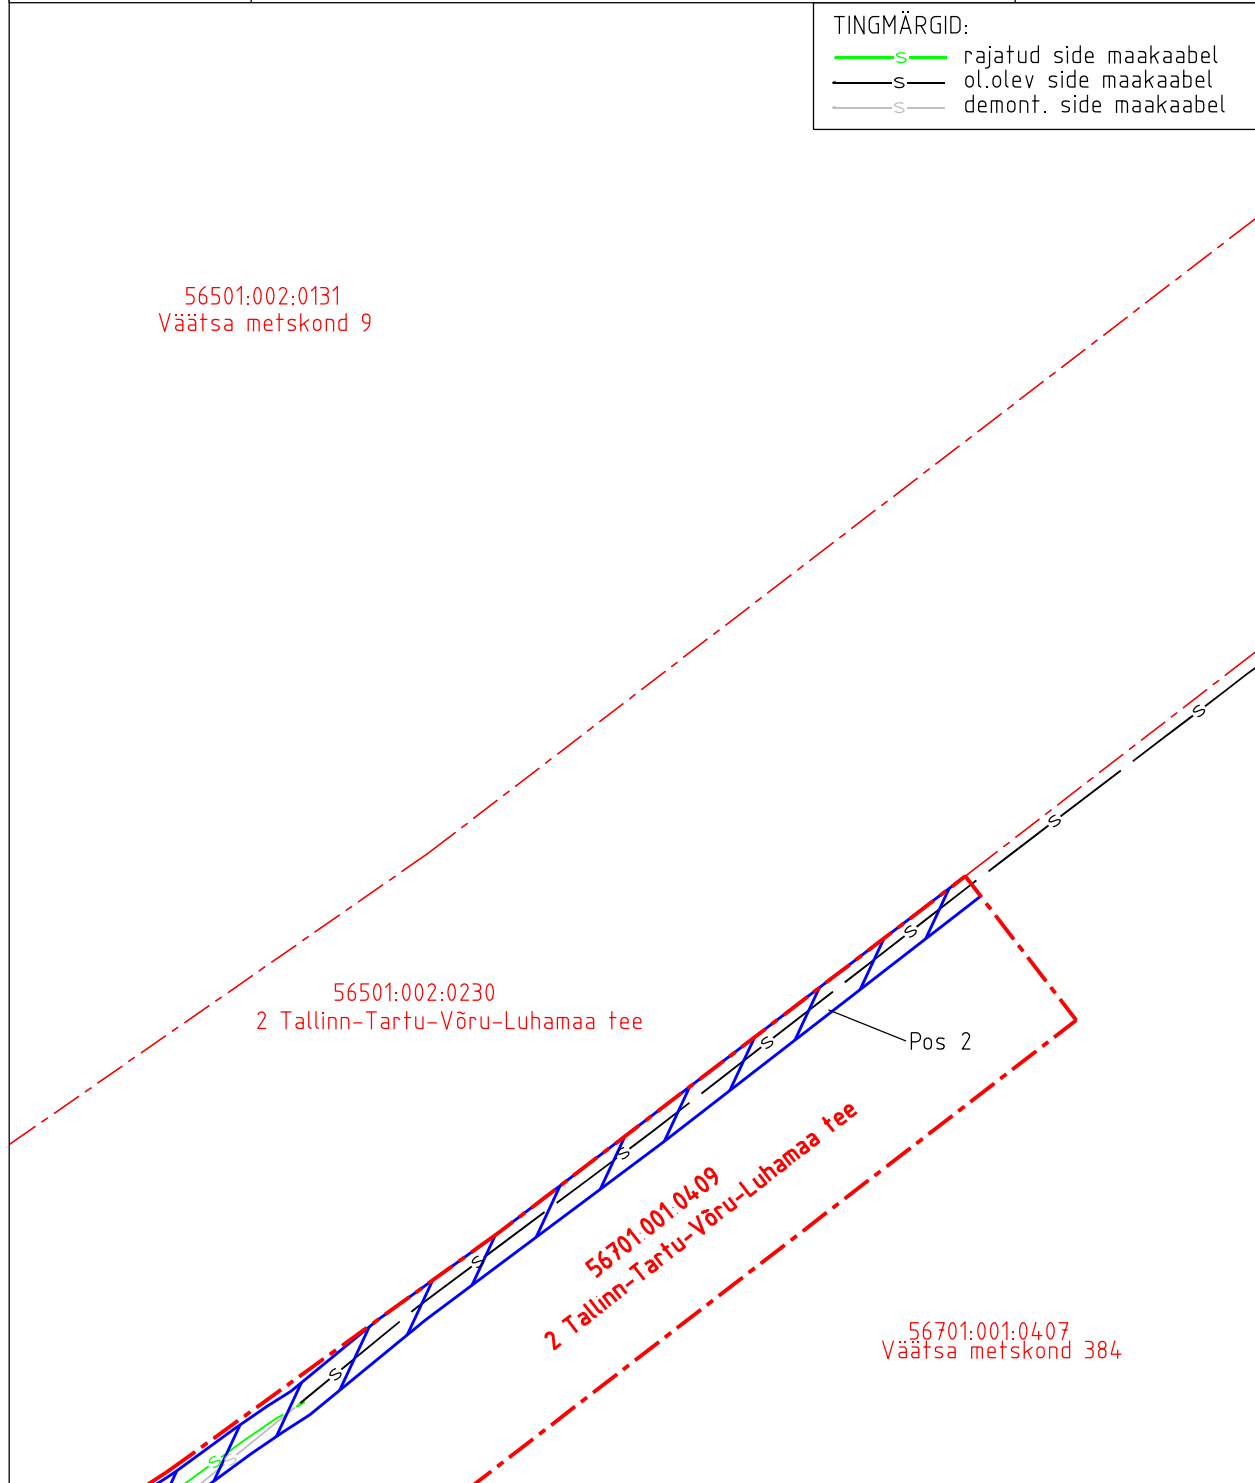 TINGMÄRGID:
S rajatud side maakaabel
S ol.olev side maakaabel
S demont. side maakaabel
56501:002:0131
Väätsa metskond 9
S
S
S
56501:002:0230
2 Tallinn-Tartu-Võru-Luhamaa tee
Pos 2
S
S
56701:001:0409
2 Tallinn-Tartu-Võru-Luhamaa tee
S
56701:001:0407
Väätsa metskond 384
S
S
S